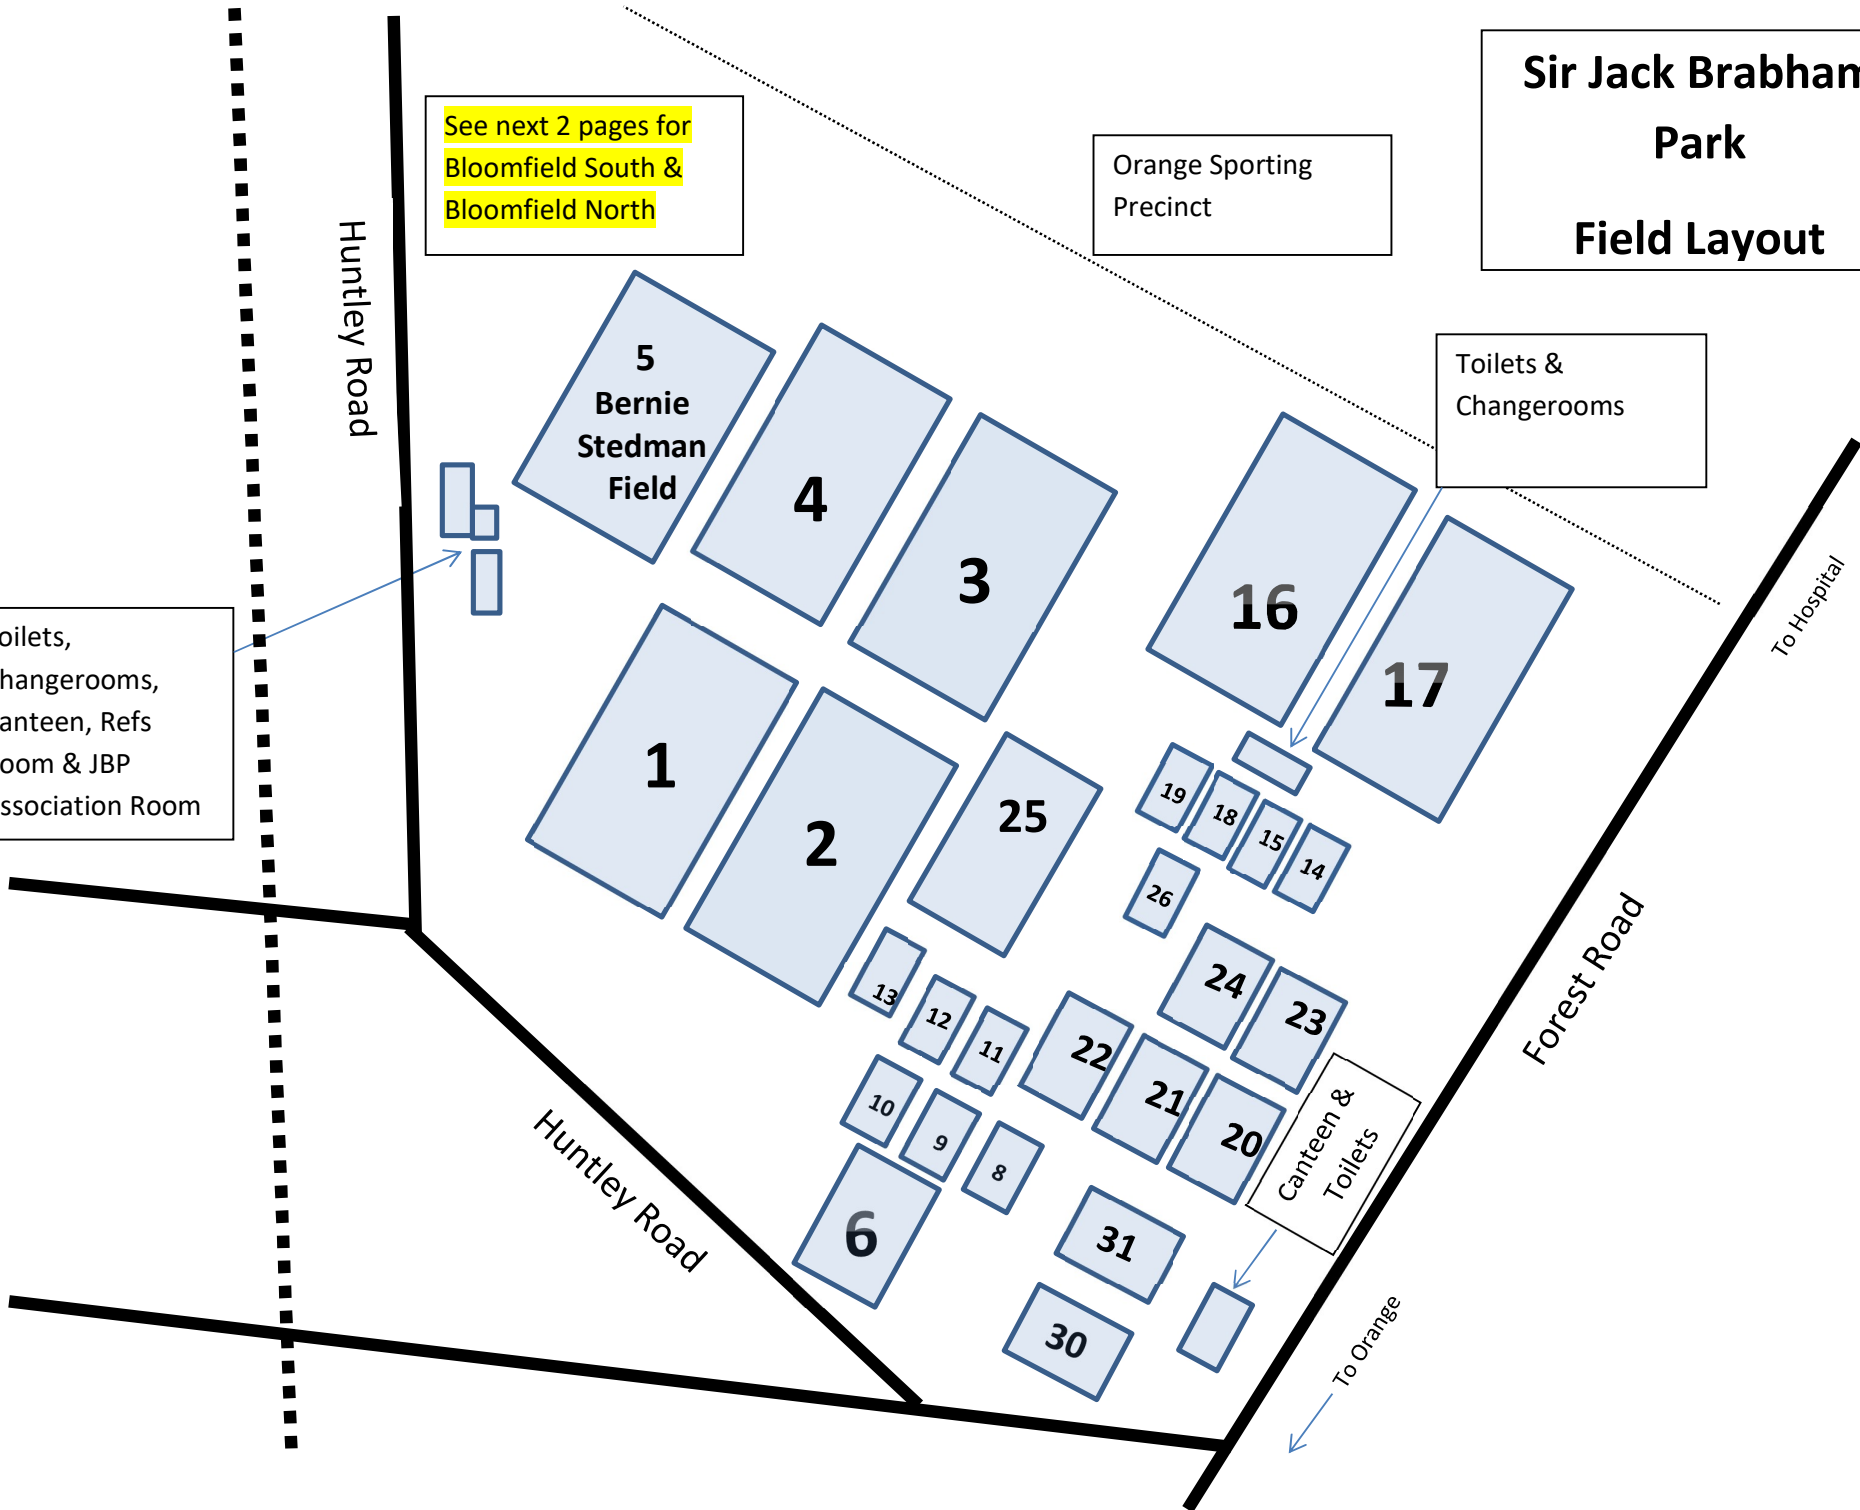 Sir Jack Brabham
Park
Field Layout
See next 2 pages for
Bloomfield South &
Bloomfield North
Orange Sporting
Precinct
Toilets &
Changerooms
Huntley Road
5
Bernie
Stedman
Field
4
3
16
17
To Hospital
oilets,
hangerooms,
anteen, Refs
oom & JBP
ssociation Room
1
2
25
19
18
15
14
26
Forest Road
24
23
13
12
11
22
21
20
10
9
8
Canteen &
Toilets
Huntley Road
6
31
30
To Orange